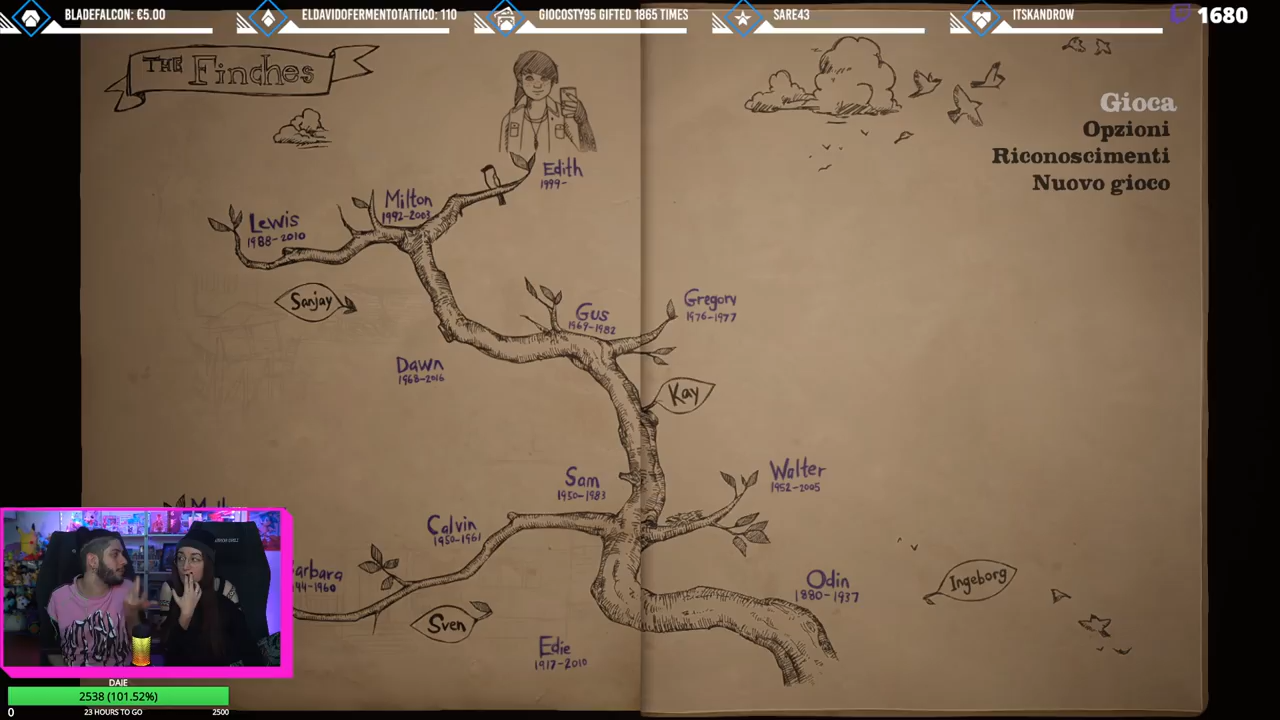 BLADEFALCON: €5.00
ELDAVIDOFERMENTOTATTICO: 110
GIOCOSTY95 GIFTED 1865 TIMES
SARE43
ITSKANDROW
1680
THE Finches
Gioca
Opzioni
Riconoscimenti
Nuovo gioco
Edith
1999-
Milton
1992-2003
Lewis
1988-2010
Sanjay
Gus
1969-1982
Gregory
1976-1977
Dawn
1968-2016
Kay
Sam
1950-1983
Walter
1952-2005
Calvin
1950-1961
Sven
Odin
1880-1937
Ingeborg
Edie
1917-2010
DAIE
2538 (101.52%)
0
23 HOURS TO GO
2500